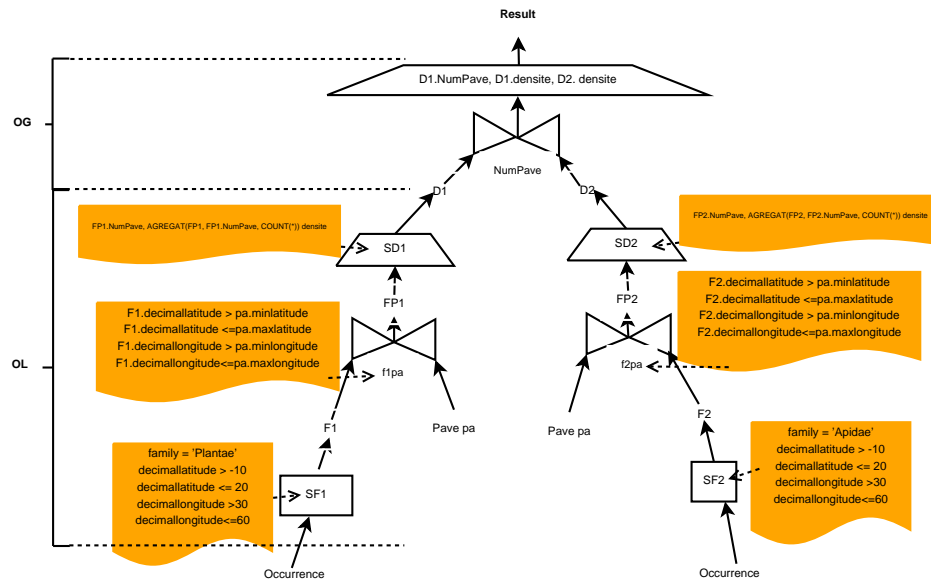 Result
D1.NumPave, D1.densite, D2. densite
OG
NumPave
D1
D2
FP1.NumPave, AGREGAT(FP1, FP1.NumPave, COUNT(*)) densite
SD1
SD2
FP2.NumPave, AGREGAT(FP2, FP2.NumPave, COUNT(*)) densite
FP1
FP2
F1.decimallatitude > pa.minlatitude
F1.decimallatitude <=pa.maxlatitude
F1.decimallongitude > pa.minlongitude
F1.decimallongitude<=pa.maxlongitude
F2.decimallatitude > pa.minlatitude
F2.decimallatitude <=pa.maxlatitude
F2.decimallongitude > pa.minlongitude
F2.decimallongitude<=pa.maxlongitude
OL
f1pa
f2pa
F1
Pave pa
Pave pa
F2
family = 'Plantae'
decimallatitude > -10
decimallatitude <= 20
decimallongitude >30
decimallongitude<=60
SF1
SF2
family = 'Apidae'
decimallatitude > -10
decimallatitude <= 20
decimallongitude >30
decimallongitude<=60
Occurrence
Occurrence